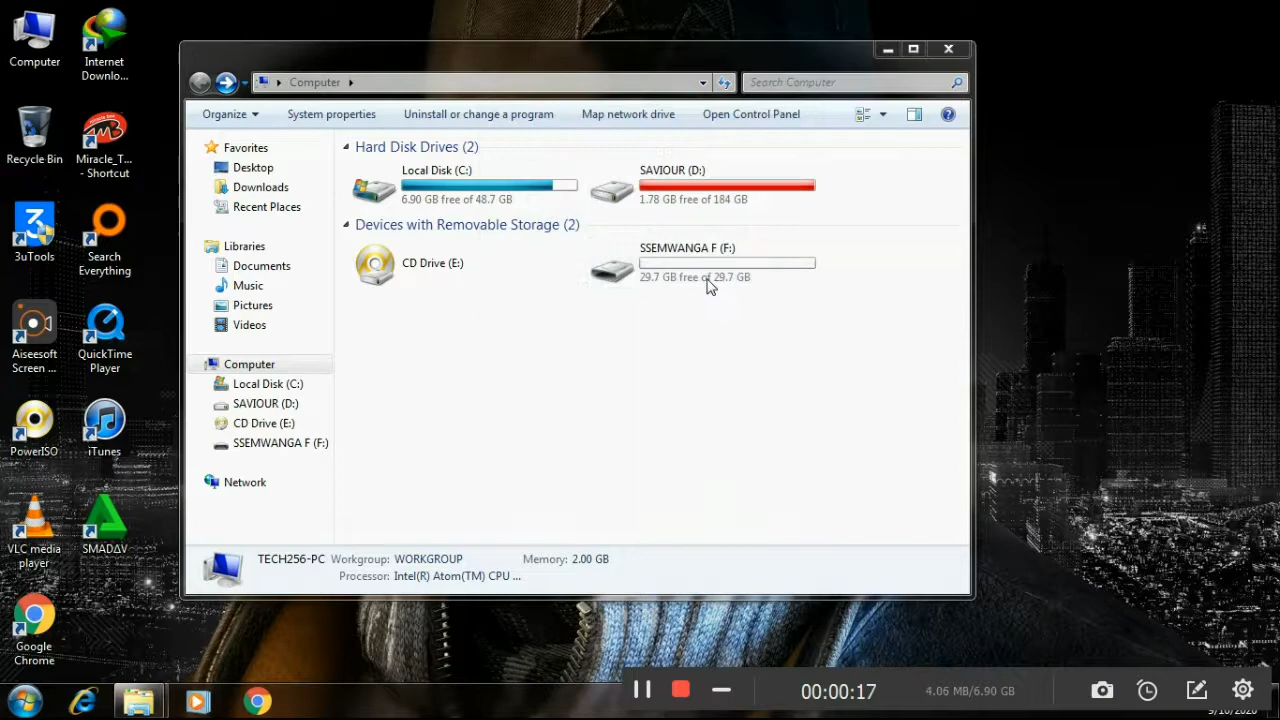 Computer
Internet
Downlo...
Recycle Bin
Miracle_T...
- Shortcut
3uTools
Search
Everything
Aiseesoft
Screen ...
QuickTime
Player
PowerISO
iTunes
VLC media
player
SMADΔV
Google
Chrome
Computer
Search Computer
Organize
System properties
Uninstall or change a program
Map network drive
Open Control Panel
Favorites
Desktop
Downloads
Recent Places
Libraries
Documents
Music
Pictures
Videos
Computer
Local Disk (C:)
SAVIOUR (D:)
CD Drive (E:)
SSEMWANGA F (F:)
Network
Hard Disk Drives (2)
Local Disk (C:)
6.90 GB free of 48.7 GB
SAVIOUR (D:)
1.78 GB free of 184 GB
Devices with Removable Storage (2)
CD Drive (E:)
SSEMWANGA F (F:)
29.7 GB free of 29.7 GB
TECH256-PC Workgroup: WORKGROUP Memory: 2.00 GB
Processor: Intel(R) Atom(TM) CPU ...
00:00:17
4.06 MB/6.90 GB